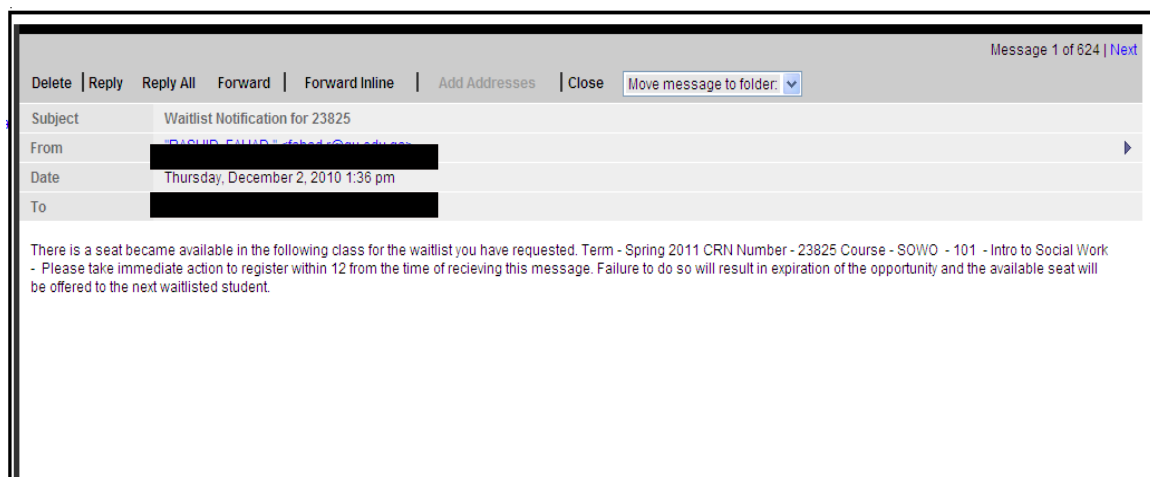 Message 1 of 624 | Next
Delete | Reply Reply All Forward | Forward Inline | Add Addresses | Close Move message to folder:
Subject Waitlist Notification for 23825
From
Date Thursday, December 2, 2010 1:36 pm
To
There is a seat became available in the following class for the waitlist you have requested. Term - Spring 2011 CRN Number - 23825 Course - SOWO - 101 - Intro to Social Work
- Please take immediate action to register within 12 from the time of recieving this message. Failure to do so will result in expiration of the opportunity and the available seat will
be offered to the next waitlisted student.